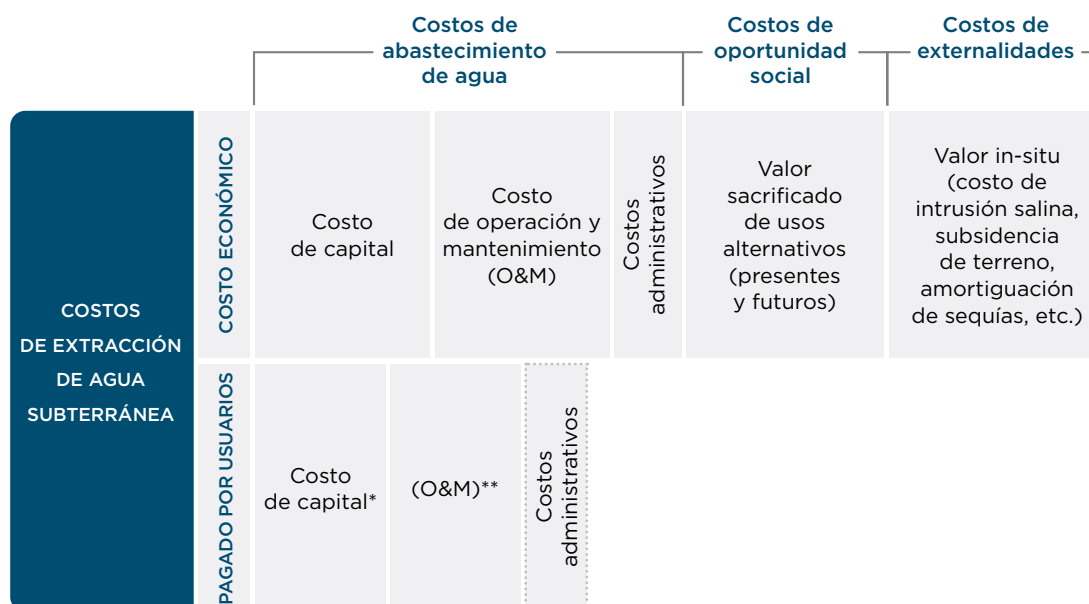 Costos de
abastecimiento
de agua
Costos de
oportunidad
social
Costos de
externalidades
COSTOS
DE EXTRACCIÓN
DE AGUA
SUBTERRÁNEA
COSTO ECONÓMICO
Costo
de capital
Costo
de operación y
mantenimiento
(O&M)
Costos
administrativos
Valor
sacrificado
de usos
alternativos
(presentes
y futuros)
Valor in-situ
(costo de
intrusión salina,
subsidencia
de terreno,
amortiguación
de sequías, etc.)
PAGADO POR USUARIOS
Costo
de capital*
(O&M)**
Costos
administrativos